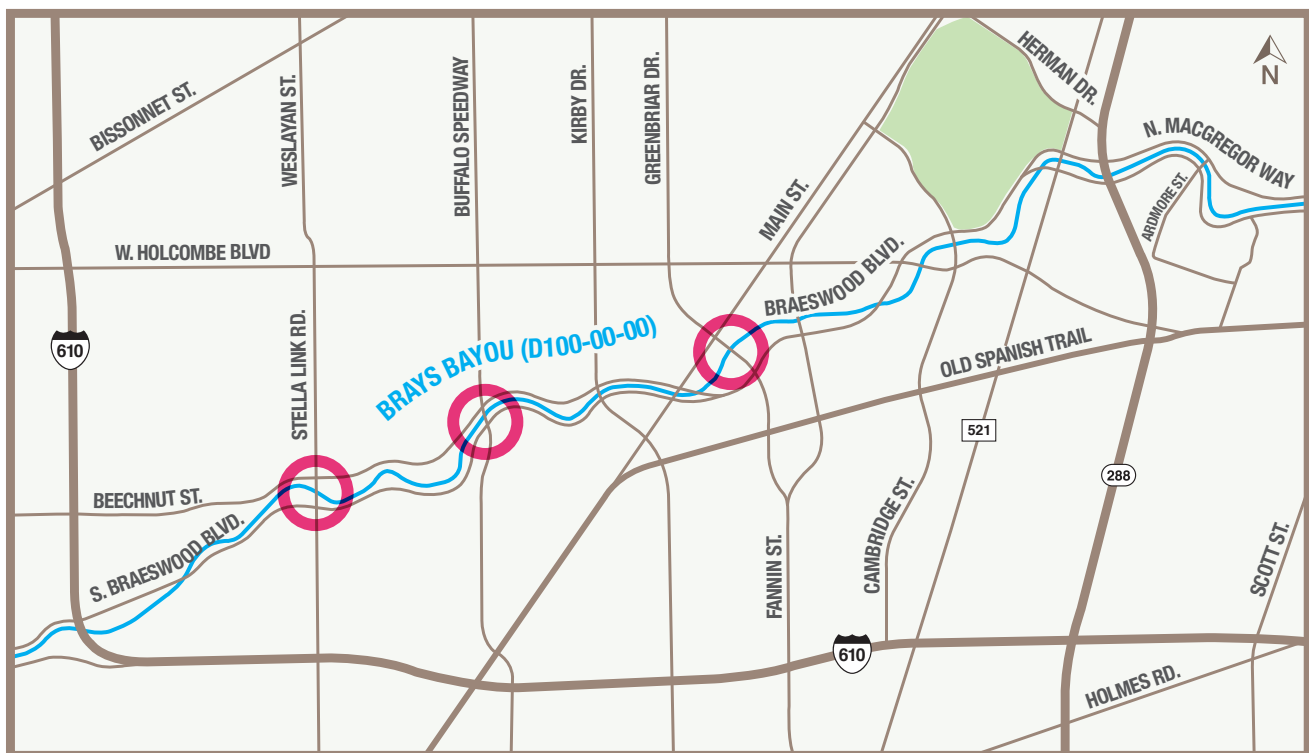 HERMAN DR.
N
BISSONNET ST.
WESLAYAN ST.
BUFFALO SPEEDWAY
KIRBY DR.
GREENBRIAR DR.
N. MACGREGOR WAY
MAIN ST.
ARDMORE ST.
W. HOLCOMBE BLVD
BRAESWOOD BLVD.
610
BRAYS BAYOU (D100-00-00)
OLD SPANISH TRAIL
STELLA LINK RD.
521
288
BEECHNUT ST.
S. BRAESWOOD BLVD.
CAMBRIDGE ST.
FANNIN ST.
SCOTT ST.
610
HOLMES RD.